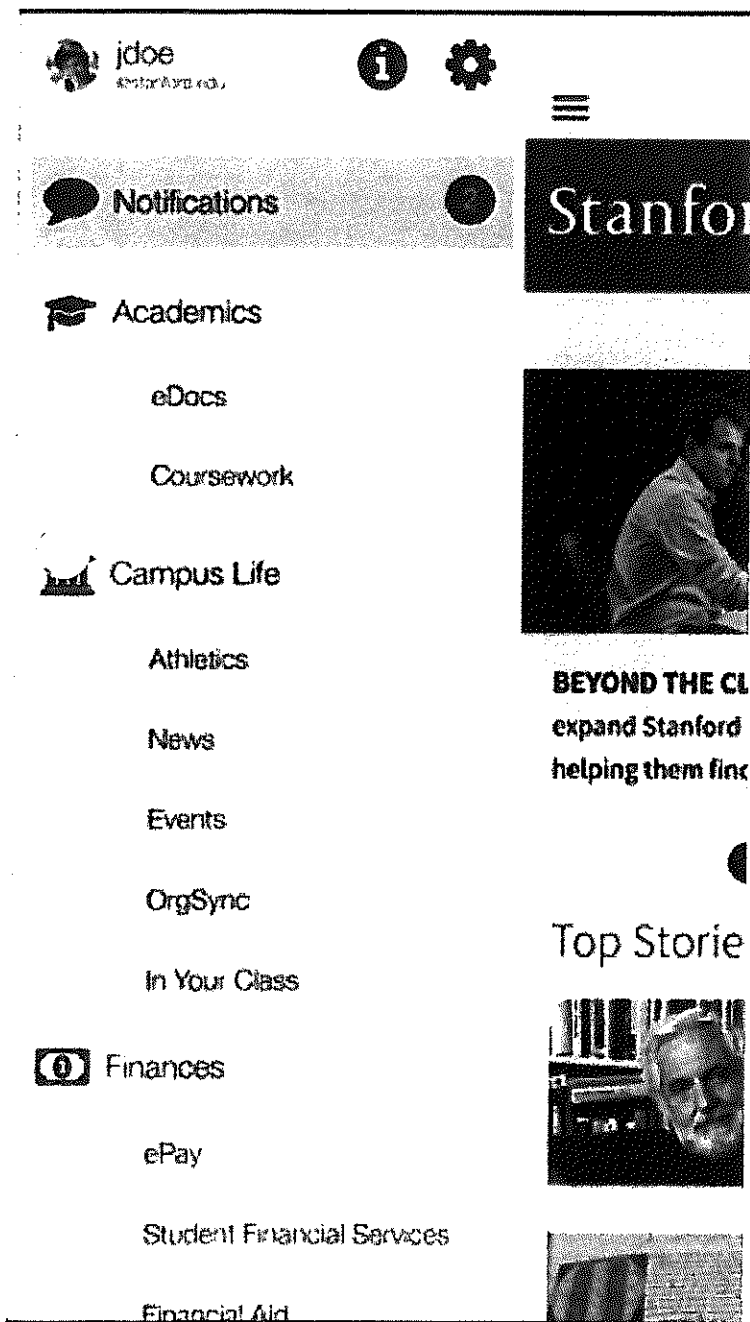 jdoe
Notifications
Academics
eDocs
Coursework
Campus Life
Athletics
News
Events
OrgSync
In Your Class
Finances
ePay
Student Financial Services
Financial Aid
Stanfor
BEYOND THE CL
expand Stanford
helping them finc
Top Storie